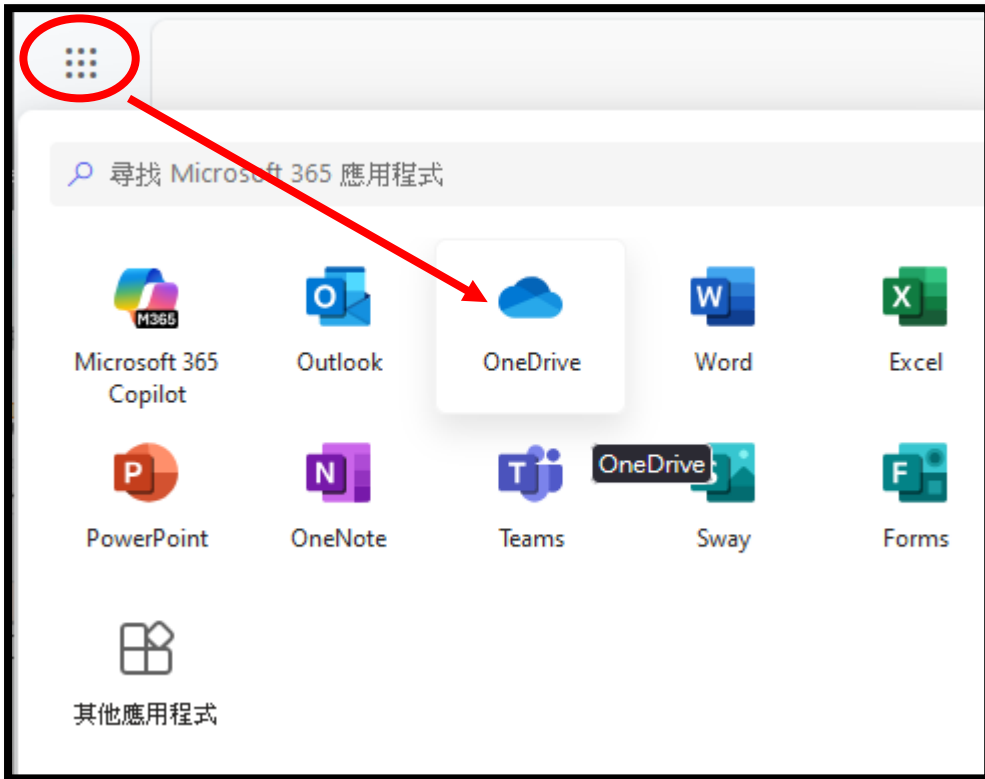 尋找 Microsoft 365 應用程式
M365
O
W
X
Microsoft 365
Copilot
Outlook
OneDrive
Word
Excel
P
N
T
OneDrive
S
F
PowerPoint
OneNote
Teams
Sway
Forms
其他應用程式